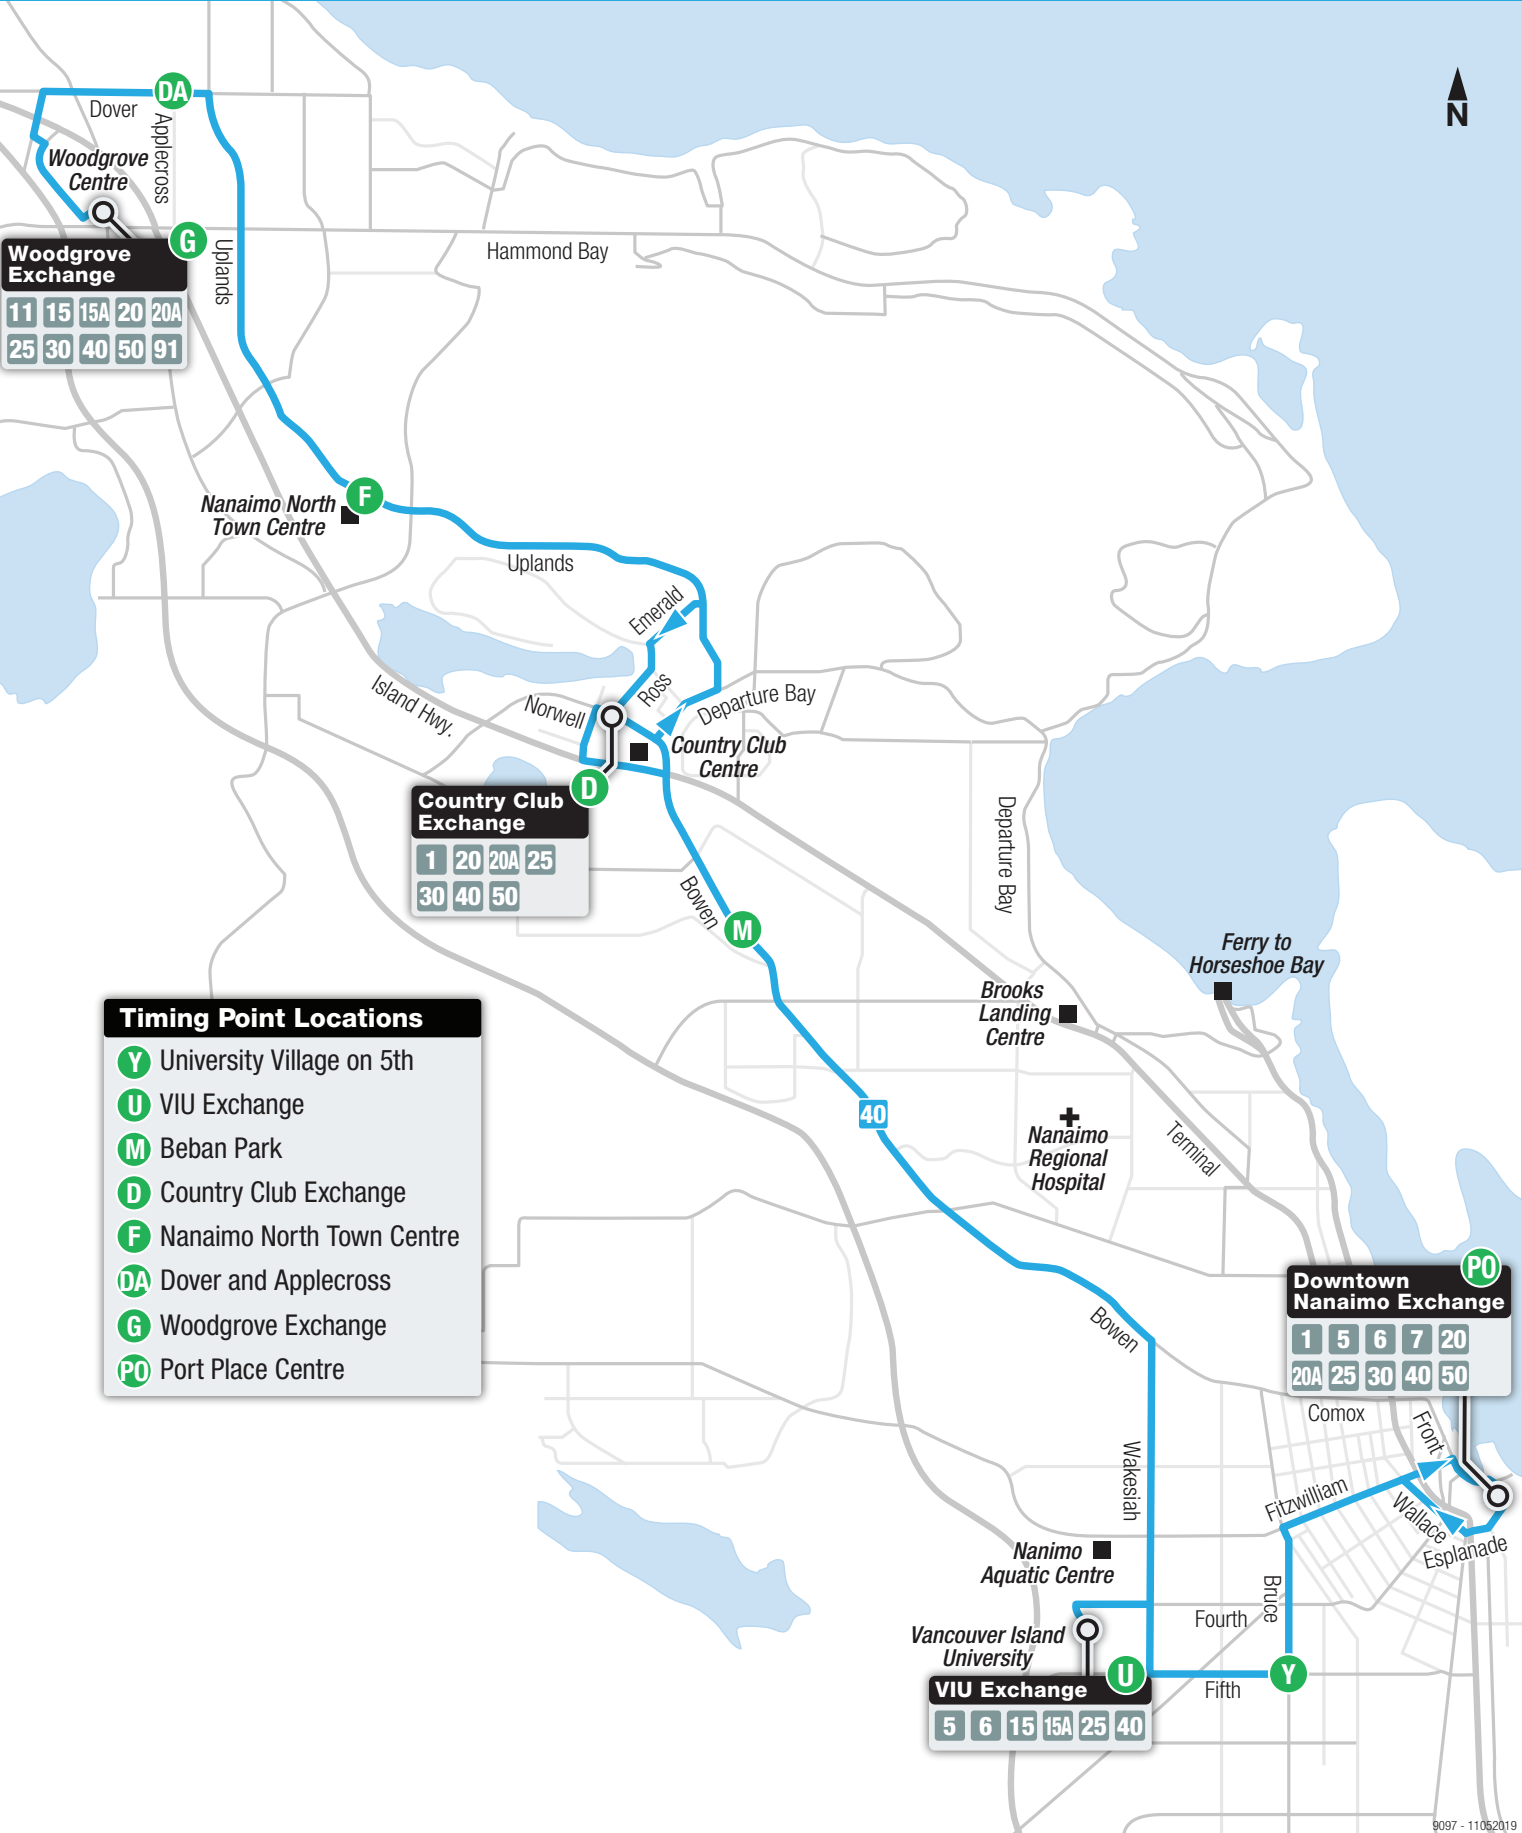 DA
Dover
Applecross
Woodgrove
Centre
N
G
Uplands
Hammond Bay
Woodgrove
Exchange
11 15 15A 20 20A
25 30 40 50 91
Nanaimo North
Town Centre
F
Uplands
Emerald
Ross
Island Hwy.
Norwell
Departure Bay
Country Club
Centre
D
Country Club
Exchange
1 20 20A 25
30 40 50
Departure Bay
Bowen
M
Ferry to
Horseshoe Bay
Brooks
Landing
Centre
Timing Point Locations
Y University Village on 5th
U VIU Exchange
M Beban Park
D Country Club Exchange
F Nanaimo North Town Centre
DA Dover and Applecross
G Woodgrove Exchange
PO Port Place Centre
40
Nanaimo
Regional
Hospital
Terminal
PO
Downtown
Nanaimo Exchange
1 5 6 7 20
20A 25 30 40 50
Bowen
Comox
Front
Wakesiah
Fitzwilliam
Wallace
Esplanade
Nanimo
Aquatic Centre
Bruce
Fourth
Vancouver Island
University
U
Y
Fifth
VIU Exchange
5 6 15 15A 25 40
9097 - 11052019